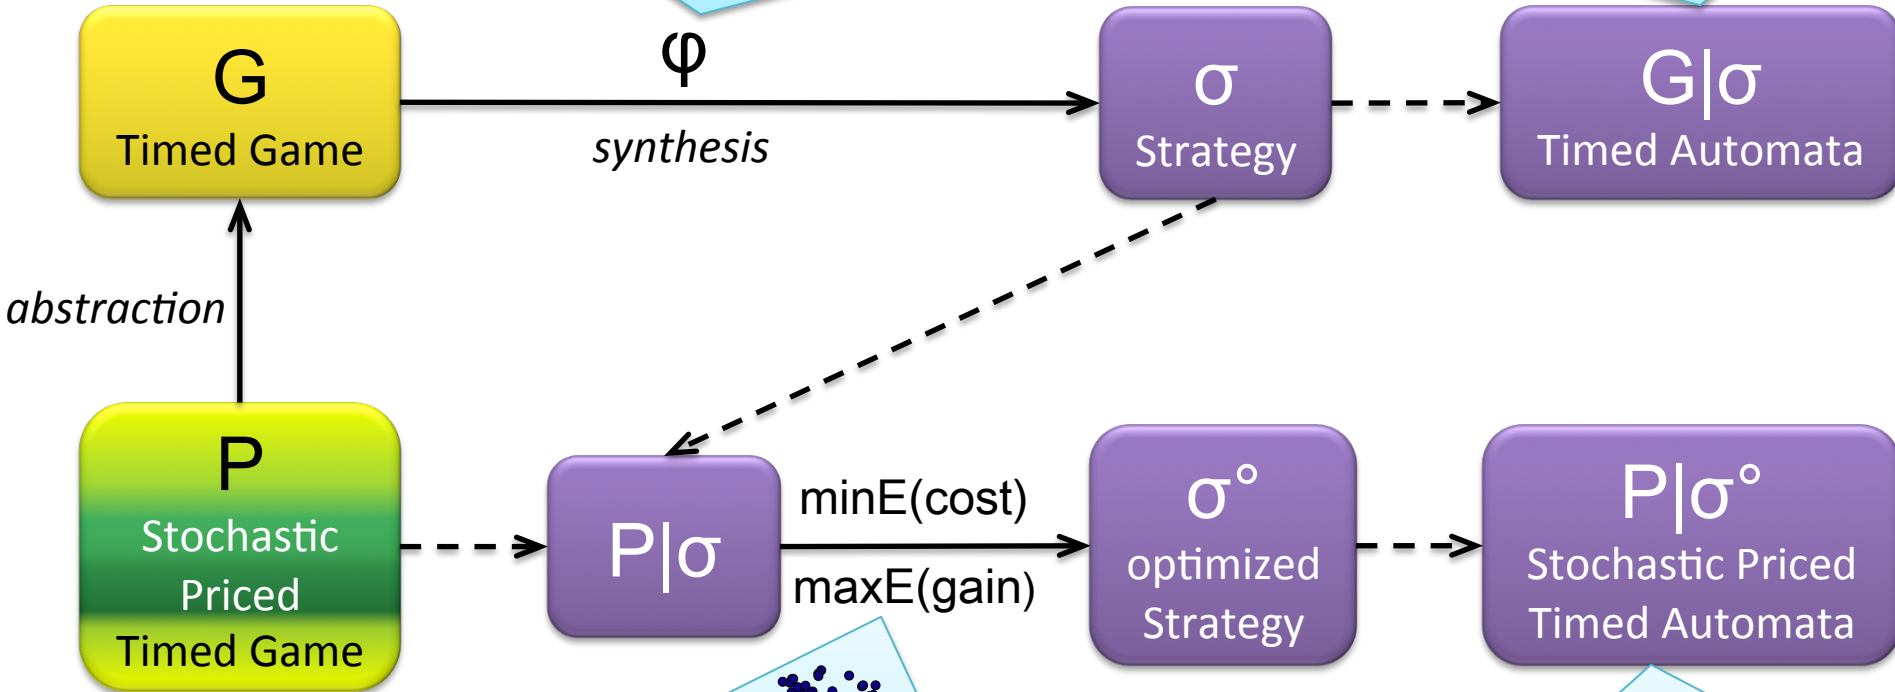 G
Timed Game
φ
synthesis
σ
Strategy
G|σ
Timed Automata
abstraction
P
Stochastic
Priced
Timed Game
P|σ
minE(cost)
maxE(gain)
σ°
optimized
Strategy
P|σ°
Stochastic Priced
Timed Automata